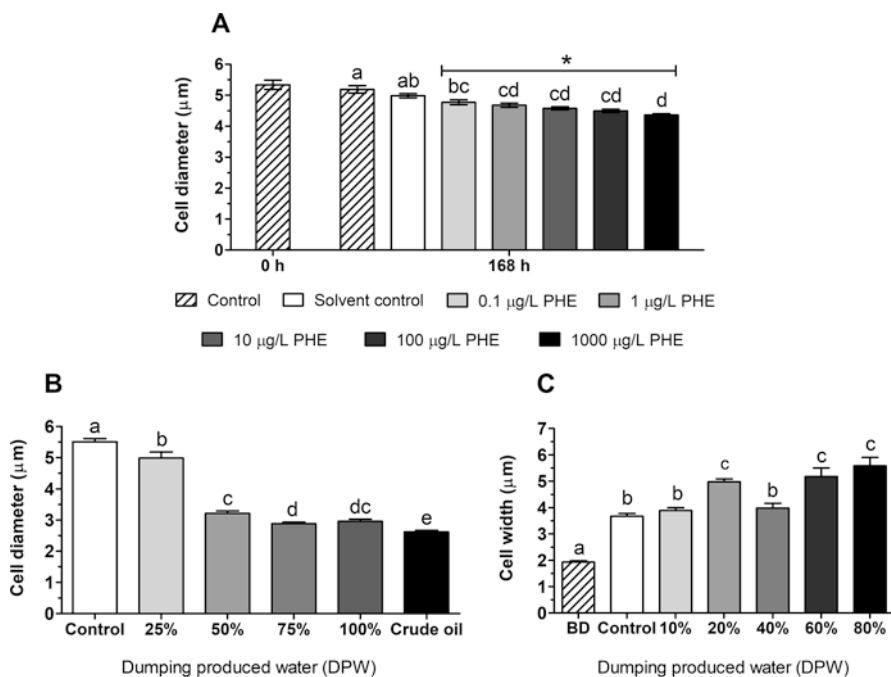 A
*
a ab bc cd cd cd d
6
5
4
3
2
1
0
Cell diameter (µm)
0 h 168 h
Control Solvent control 0.1 µg/L PHE 1 µg/L PHE
10 µg/L PHE 100 µg/L PHE 1000 µg/L PHE
B
a b c d dc e
6
5
4
3
2
1
0
Cell diameter (µm)
Control 25% 50% 75% 100% Crude oil
Dumping produced water (DPW)
C
a b b c b c c
7
6
5
4
3
2
1
0
Cell width (µm)
BD Control 10% 20% 40% 60% 80%
Dumping produced water (DPW)